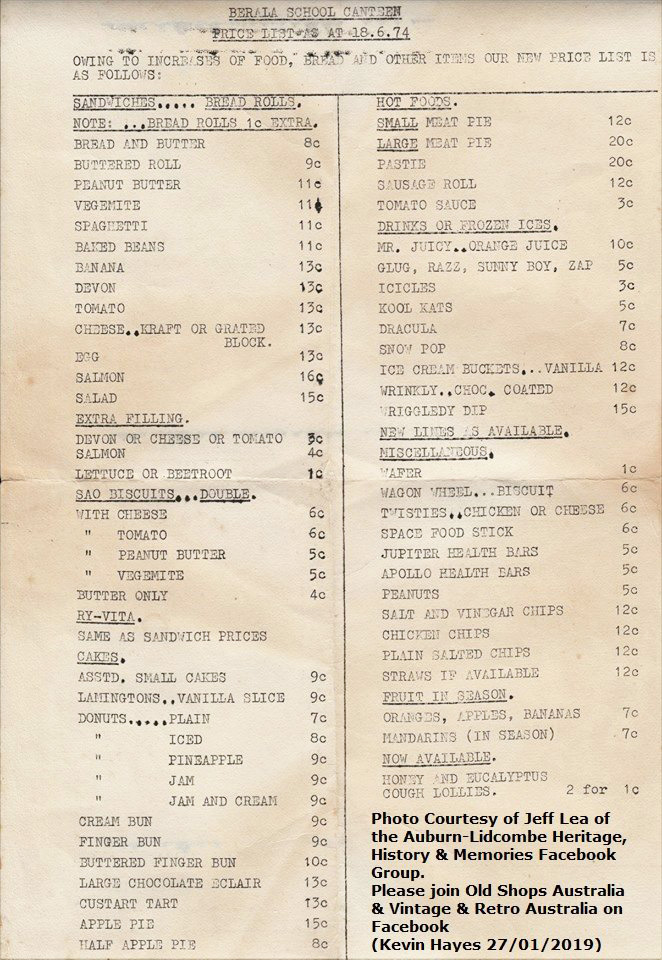 BERALA SCHOOL CANTEEN
PRICE LIST AS AT 18.6.74
OWING TO INCREASES OF FOOD, BREAD AND OTHER ITEMS OUR NEW PRICE LIST IS
AS FOLLOWS:
SANDWICHES..... BREAD ROLLS.
NOTE: ...BREAD ROLLS 1c EXTRA.
BREAD AND BUTTER 8c
BUTTERED ROLL 9c
PEANUT BUTTER 11c
VEGEMITE 11c
SPAGHETTI 11c
BAKED BEANS 11c
BANANA 13c
DEVON 13c
TOMATO 13c
CHEESE..KRAFT OR GRATED 13c
BLOCK.
EGG 13c
SALMON 16c
SALAD 15c
EXTRA FILLING.
DEVON OR CHEESE OR TOMATO 3c
SALMON 4c
LETTUCE OR BEETROOT 1c
SAO BISCUITS...DOUBLE.
WITH CHEESE 6c
" TOMATO 6c
" PEANUT BUTTER 5c
" VEGEMITE 5c
BUTTER ONLY 4c
RY-VITA.
SAME AS SANDWICH PRICES
CAKES.
ASSTD. SMALL CAKES 9c
LAMINGTONS..VANILLA SLICE 9c
DONUTS.....PLAIN 7c
" ICED 8c
" PINEAPPLE 9c
" JAM 9c
" JAM AND CREAM 9c
CREAM BUN 9c
FINGER BUN 9c
BUTTERED FINGER BUN 10c
LARGE CHOCOLATE ECLAIR 13c
CUSTART TART 13c
APPLE PIE 15c
HALF APPLE PIE 8c
HOT FOODS.
SMALL MEAT PIE 12c
LARGE MEAT PIE 20c
PASTIE 20c
SAUSAGE ROLL 12c
TOMATO SAUCE 3c
DRINKS OR FROZEN ICES.
MR. JUICY..ORANGE JUICE 10c
GLUG, RAZZ, SUNNY BOY, ZAP 5c
ICICLES 3c
KOOL KATS 5c
DRACULA 7c
SNOW POP 8c
ICE CREAM BUCKETS...VANILLA 12c
WRINKLY..CHOC. COATED 12c
WRIGGLEDY DIP 15c
NEW LINES AS AVAILABLE.
MISCELLANEOUS.
WAFER 1c
WAGON WHEEL...BISCUIT 6c
TWISTIES..CHICKEN OR CHEESE 6c
SPACE FOOD STICK 6c
JUPITER HEALTH BARS 5c
APOLLO HEALTH BARS 5c
PEANUTS 5c
SALT AND VINEGAR CHIPS 12c
CHICKEN CHIPS 12c
PLAIN SALTED CHIPS 12c
STRAWS IF AVAILABLE 12c
FRUIT IN SEASON.
ORANGES, APPLES, BANANAS 7c
MANDARINS (IN SEASON) 7c
NOW AVAILABLE.
HONEY AND EUCALYPTUS
COUGH LOLLIES. 2 for 1c
Photo Courtesy of Jeff Lea of
the Auburn-Lidcombe Heritage,
History & Memories Facebook
Group.
Please join Old Shops Australia
& Vintage & Retro Australia on
Facebook
(Kevin Hayes 27/01/2019)